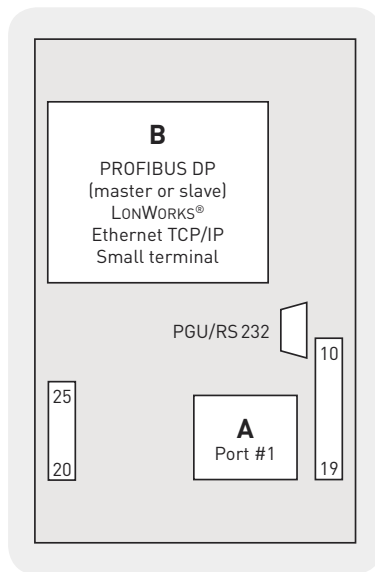 B
PROFIBUS DP
(master or slave)
LONWORKS®
Ethernet TCP/IP
Small terminal
PGU/RS 232
10
25
A
Port #1
20
19